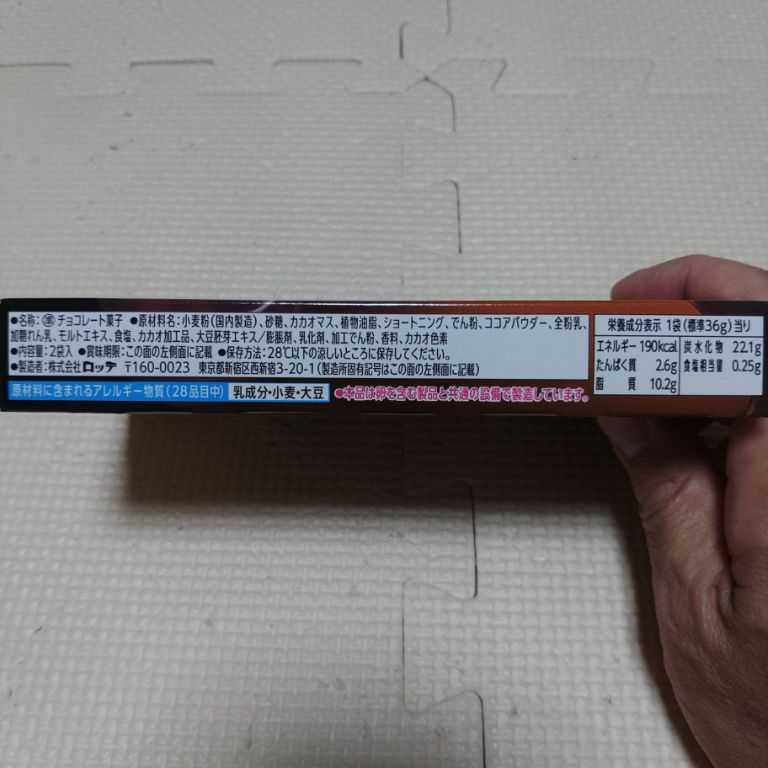 ●名称:準チョコレート菓子 ●原材料名:小麦粉(国内製造)、砂糖、カカオマス、植物油脂、ショートニング、でん粉、ココアパウダー、全粉乳、
加糖れん乳、モルトエキス、食塩、カカオ加工品、大豆胚芽エキス/膨脹剤、乳化剤、加工でん粉、香料、カカオ色素
●内容量:2袋入 ●賞味期限:この面の左側面に記載 ●保存方法:28℃以下の涼しいところに保存してください。
●製造者:株式会社ロッテ 〒160-0023 東京都新宿区西新宿3-20-1(製造所固有記号はこの面の左側面に記載)
原材料に含まれるアレルギー物質(28品目中) 乳成分・小麦・大豆 ●本品は卵を含む製品と共通の設備で製造しています。
栄養成分表示 1袋(標準36g)当り
エネルギー 190kcal 炭水化物 22.1g
たんぱく質 2.6g 食塩相当量 0.25g
脂質 10.2g